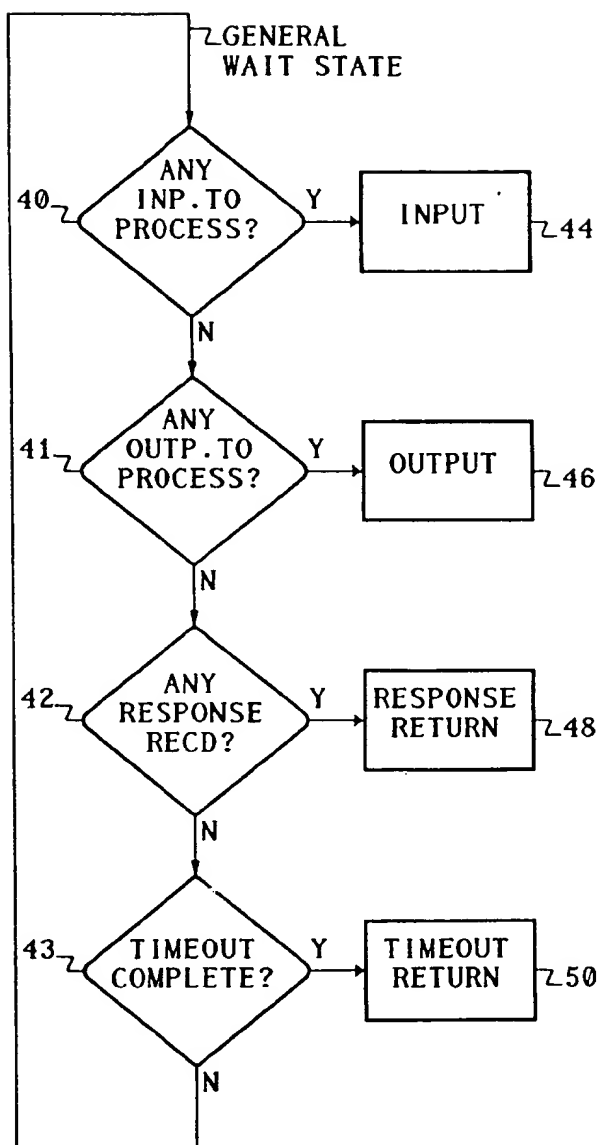 GENERAL
WAIT STATE
40
ANY
INP.TO
PROCESS?
Y
INPUT
44
N
41
ANY
OUTP.TO
PROCESS?
Y
OUTPUT
46
N
42
ANY
RESPONSE
RECD?
Y
RESPONSE
RETURN
48
N
43
TIMEOUT
COMPLETE?
Y
TIMEOUT
RETURN
50
N